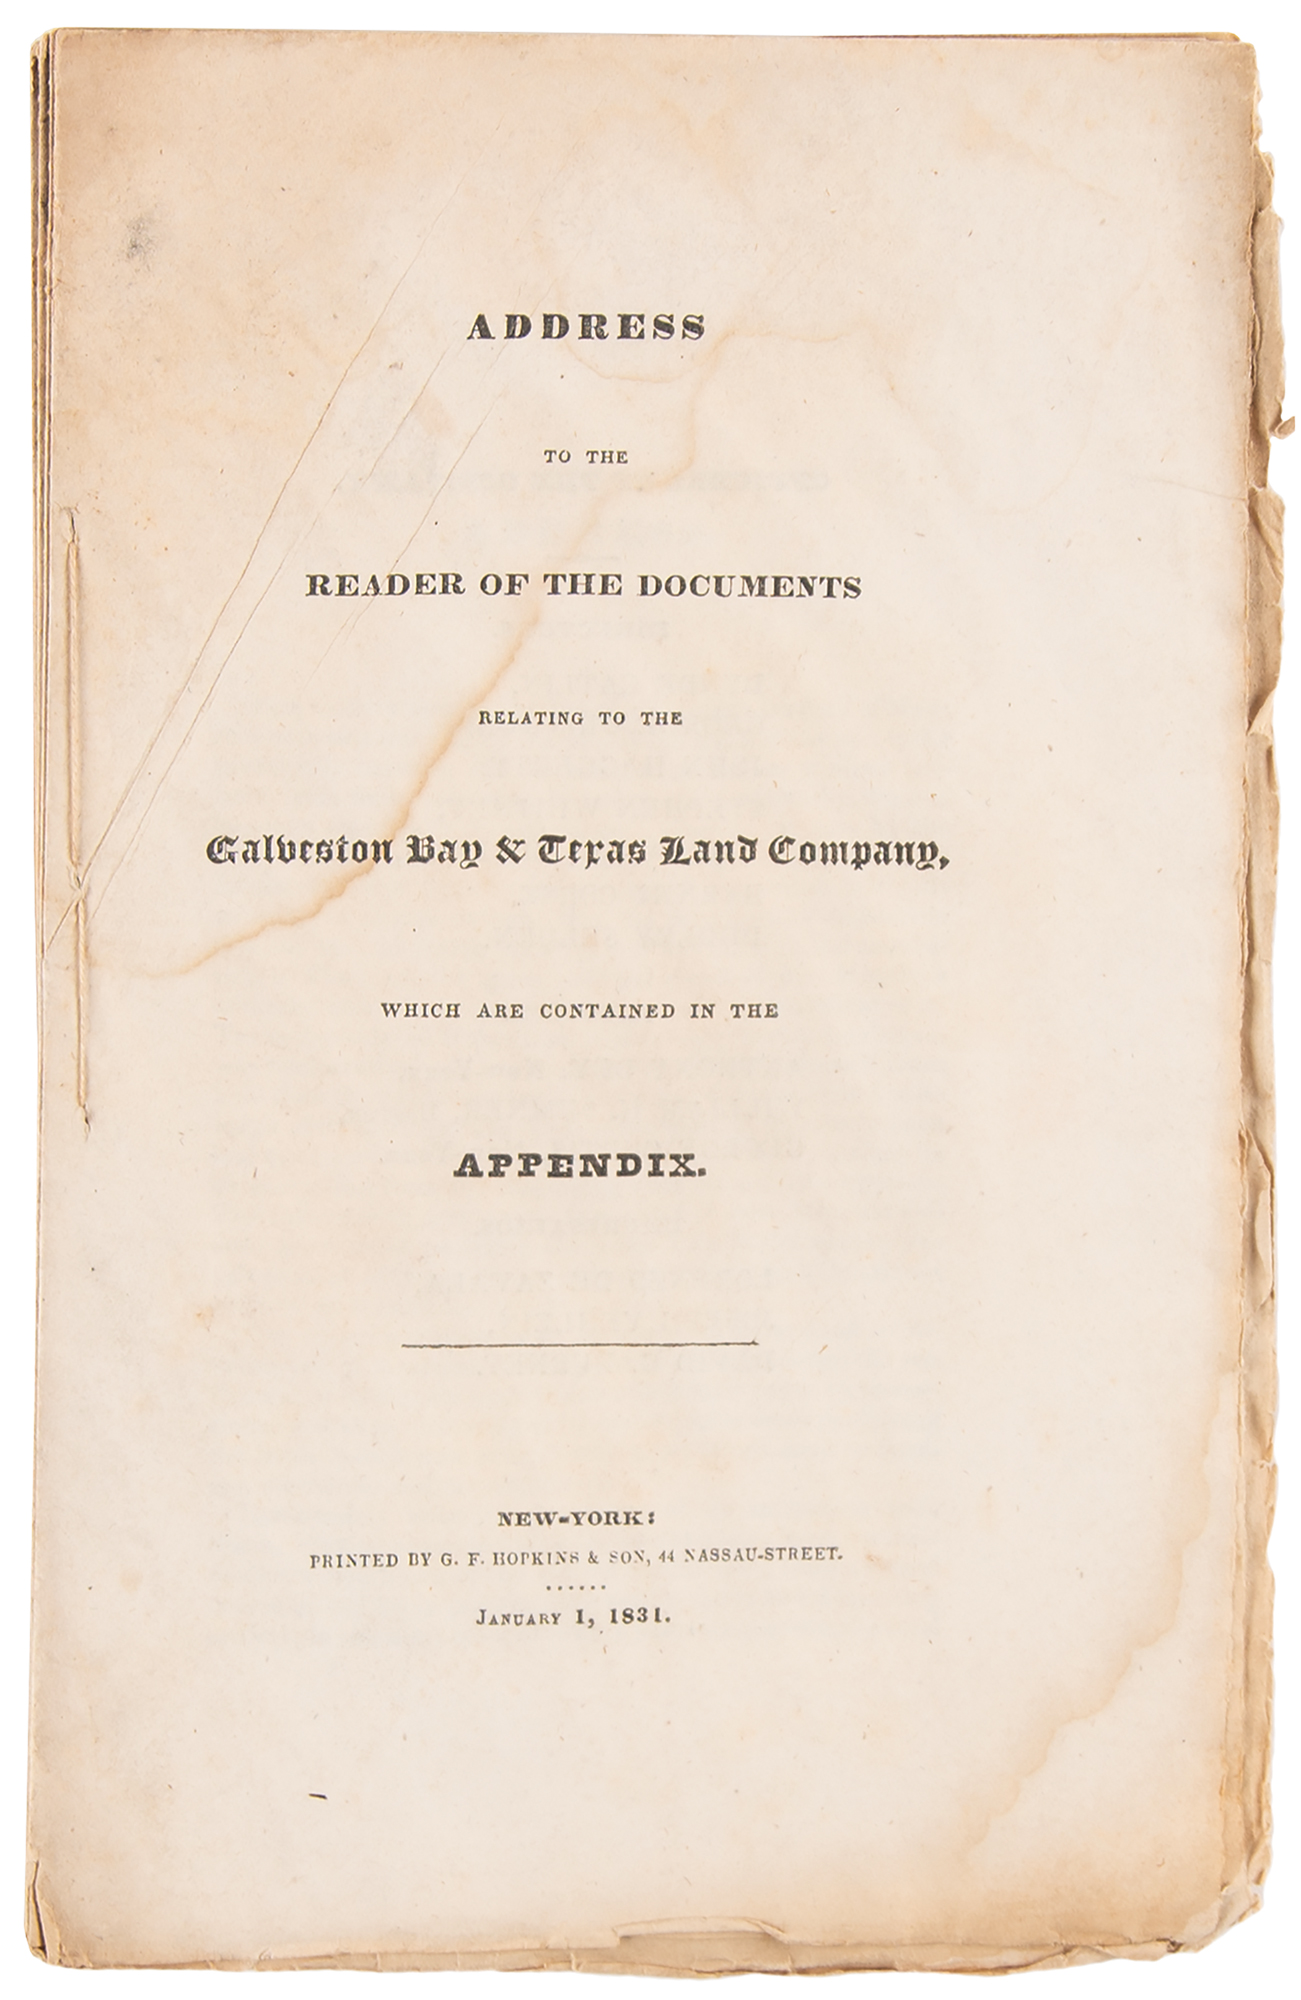 ADDRESS
TO THE
READER OF THE DOCUMENTS
RELATING TO THE
Galveston Bay & Texas Land Company,
WHICH ARE CONTAINED IN THE
APPENDIX.
NEW-YORK:
PRINTED BY G. F. HOPKINS & SON, 44 NASSAU-STREET.
......
JANUARY 1, 1831.